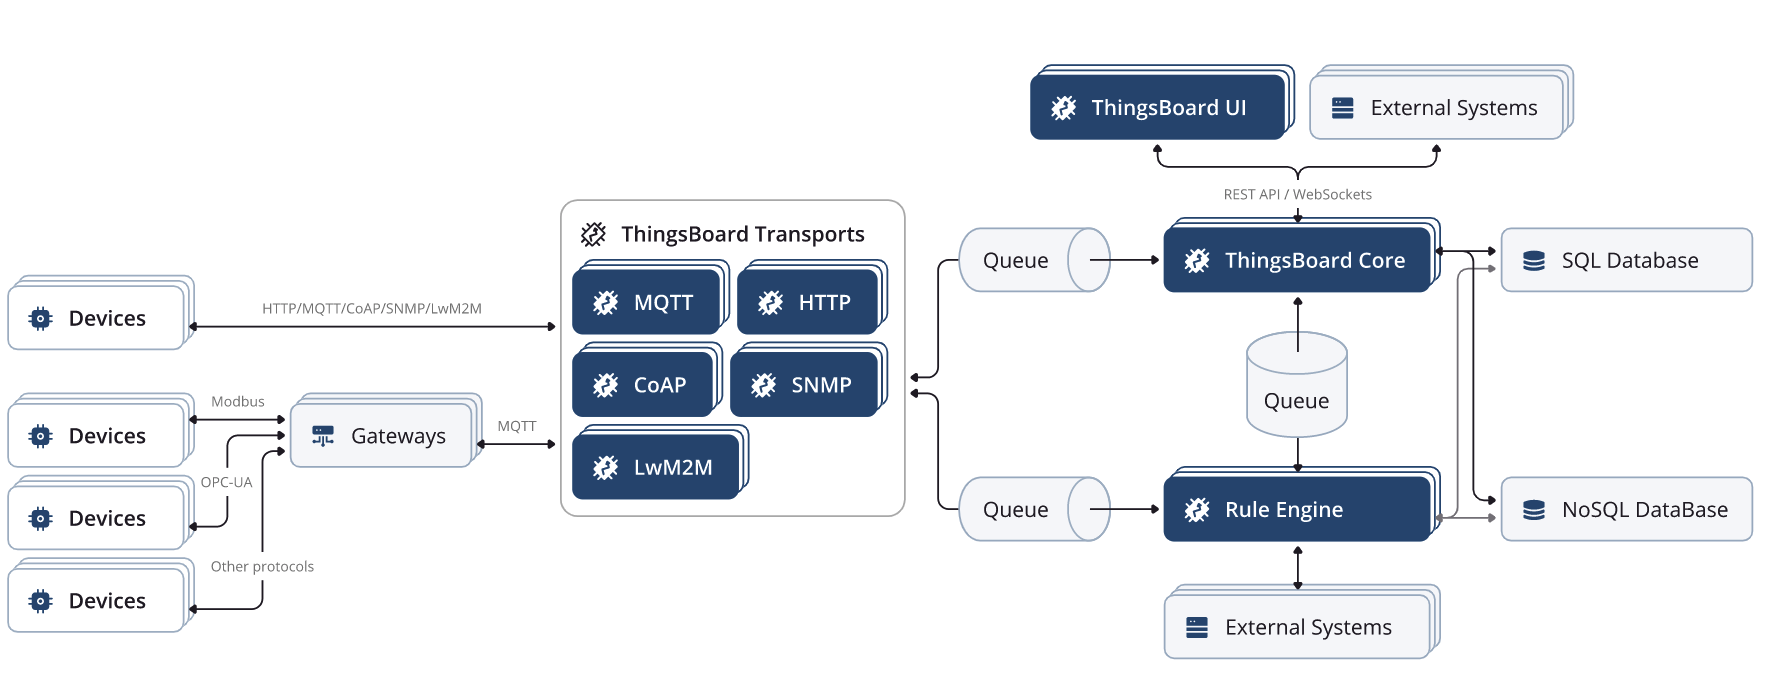 ThingsBoard UI
External Systems
REST API / WebSockets
ThingsBoard Transports
MQTT
HTTP
CoAP
SNMP
LwM2M
Queue
ThingsBoard Core
SQL Database
Devices
HTTP/MQTT/CoAP/SNMP/LwM2M
Devices
Modbus
Gateways
MQTT
OPC-UA
Devices
Other protocols
Devices
Queue
Queue
Rule Engine
NoSQL DataBase
External Systems